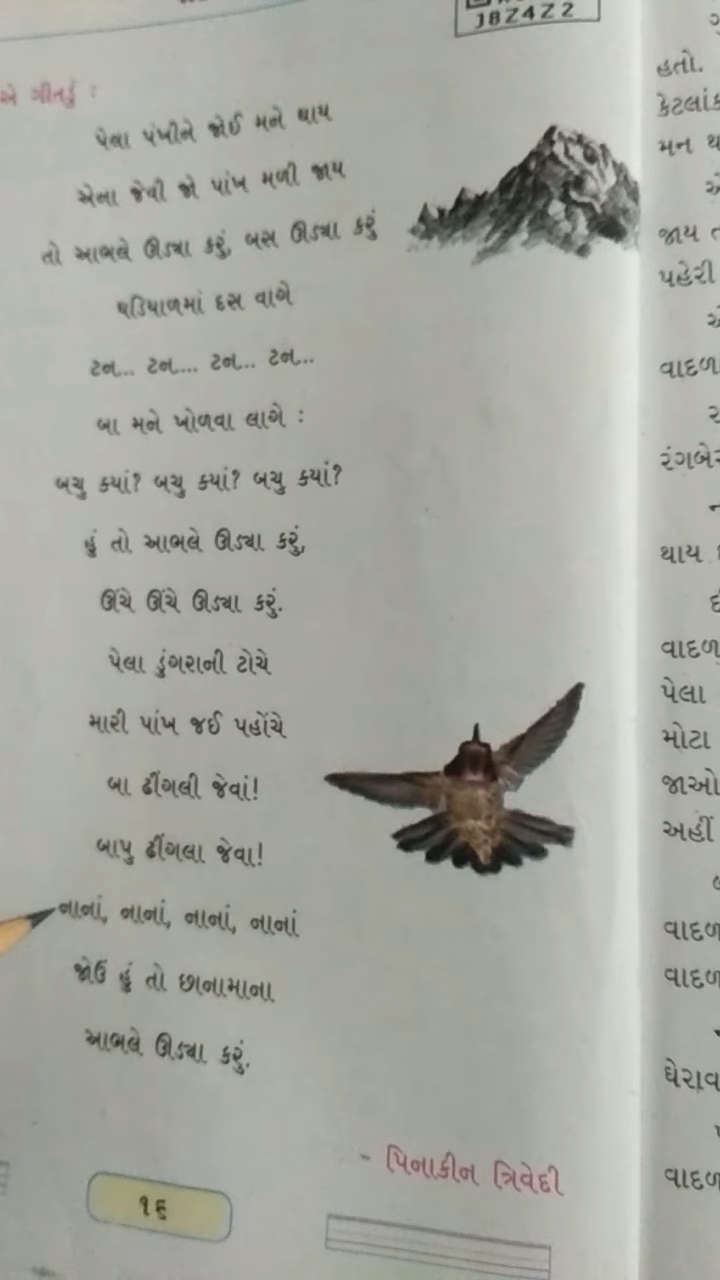 J8Z4Z2
એ ગીતડું :
પેલા પંખીને જોઈ મને થાય
એના જેવી જો પાંખ મળી જાય
તો આભલે ઊડ્યા કરું, બસ ઊડ્યા કરું
ઘડિયાળમાં દસ વાગે
ટન... ટન.... ટન... ટન...
બા મને ખોળવા લાગે :
બચુ ક્યાં? બચુ ક્યાં? બચુ ક્યાં?
હું તો આભલે ઊડ્યા કરું,
ઊંચે ઊંચે ઊડ્યા કરું.
પેલા ડુંગરાની ટોચે
મારી પાંખ જઈ પહોંચે
બા ઢીંગલી જેવાં!
બાપુ ઢીંગલા જેવા!
નાનાં, નાનાં, નાનાં, નાનાં
જોઉં હું તો છાનામાના
આભલે ઊડ્યા કરું.
- પિનાકીન ત્રિવેદી
૧૬
હતો.
કેટલાંક
મન
જાય
પહેરી
વાદળ
થાય
વાદળ
પેલા
મોટા
જાઓ
અહીં
વાદળ
વાદળ
ઘેરાવ
વાદળ